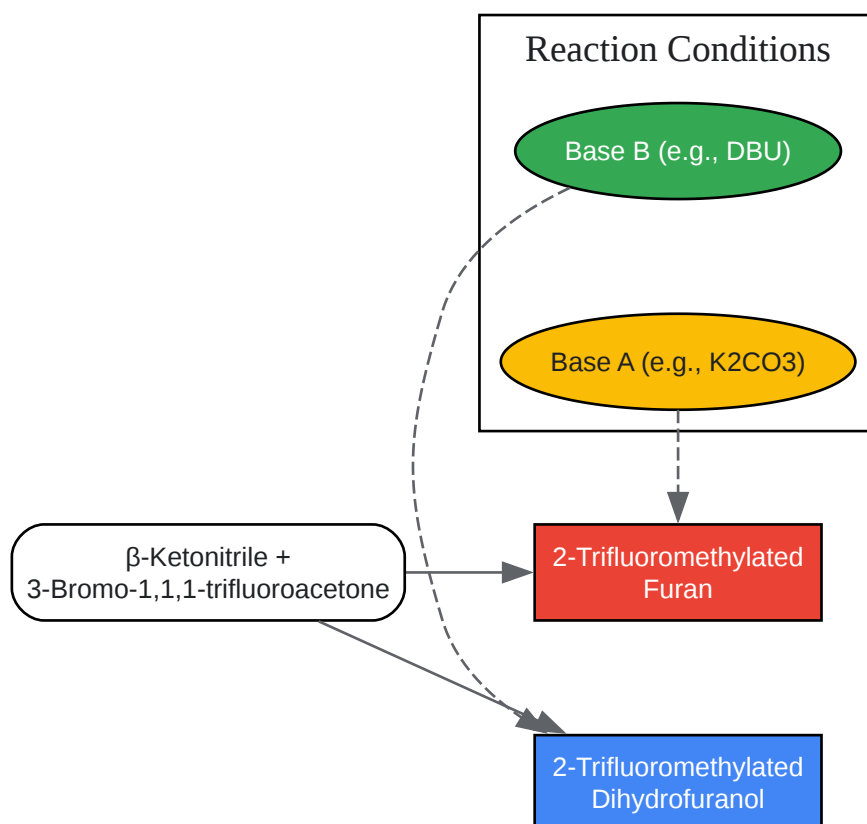 Reaction Conditions
Base B (e.g., DBU)
Base A (e.g., K2CO3)
β-Ketonitrile +
3-Bromo-1,1,1-trifluoroacetone
2-Trifluoromethylated
Furan
2-Trifluoromethylated
Dihydrofuranol